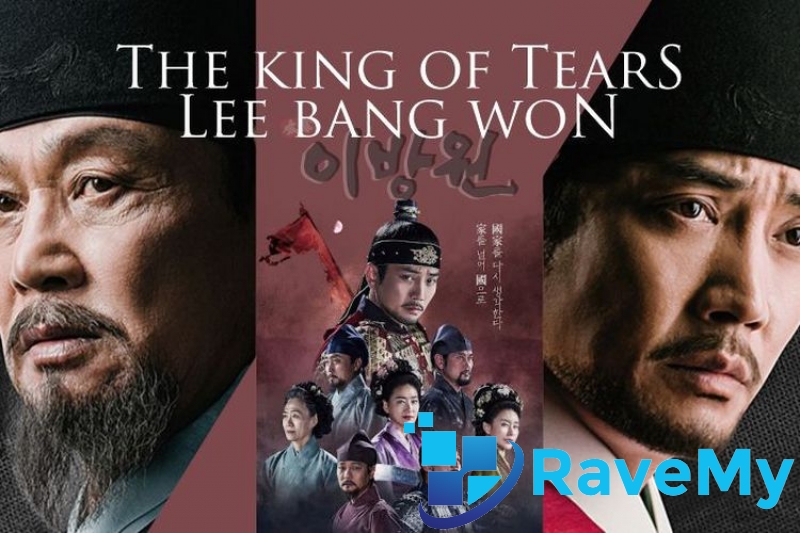 THE KING OF TEARS
LEE BANG WON
이방원
國家를 다시 생각한다
家를 넘어 國으로
RaveMy